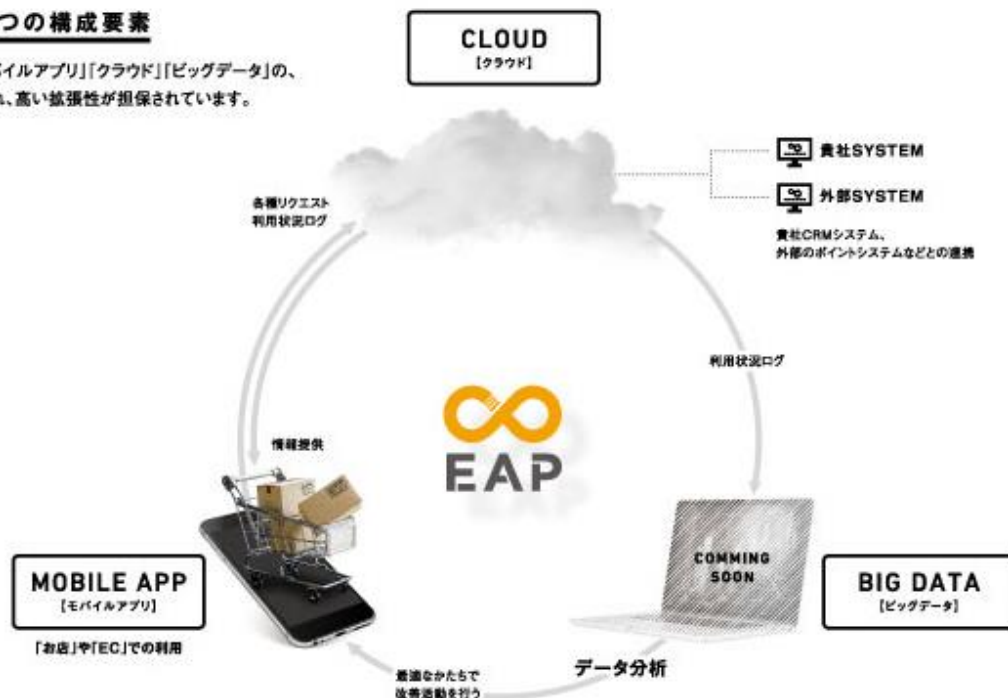 つの構成要素
イルアプリ」「クラウド」「ビッグデータ」の、
れ、高い拡張性が担保されています。
CLOUD
【クラウド】
貴社SYSTEM
外部SYSTEM
貴社CRMシステム、
外部のポイントシステムなどとの連携
各種リクエスト
利用状況ログ
利用状況ログ
情報提供
EAP
COMMING
SOON
MOBILE APP
【モバイルアプリ】
「お店」や「EC」での利用
BIG DATA
【ビッグデータ】
データ分析
最適なかたちで
改善活動を行う